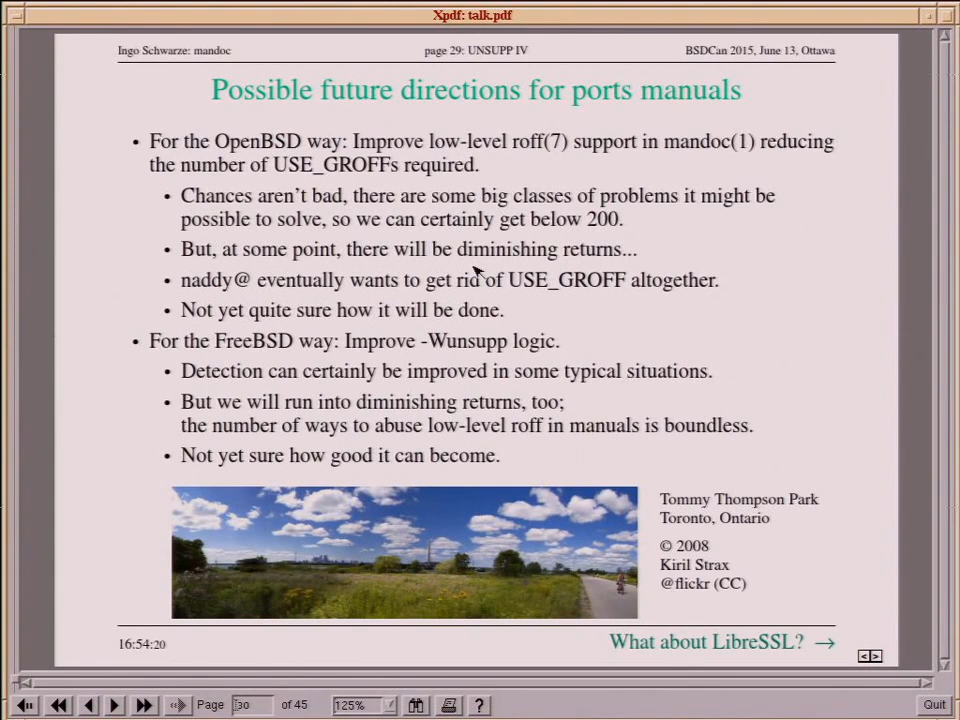 Xpdf: talk.pdf
Ingo Schwarze: mandoc page 29: UNSUPP IV BSDCan 2015, June 13, Ottawa
Possible future directions for ports manuals
• For the OpenBSD way: Improve low-level roff(7) support in mandoc(1) reducing
the number of USE_GROFFs required.
• Chances aren't bad, there are some big classes of problems it might be
possible to solve, so we can certainly get below 200.
• But, at some point, there will be diminishing returns...
• naddy@ eventually wants to get rid of USE_GROFF altogether.
• Not yet quite sure how it will be done.
• For the FreeBSD way: Improve -Wunsupp logic.
• Detection can certainly be improved in some typical situations.
• But we will run into diminishing returns, too;
the number of ways to abuse low-level roff in manuals is boundless.
• Not yet sure how good it can become.
Tommy Thompson Park
Toronto, Ontario
© 2008
Kiril Strax
@flickr (CC)
16:54:20 What about LibreSSL? →
Page 30 of 45 125% ? Quit